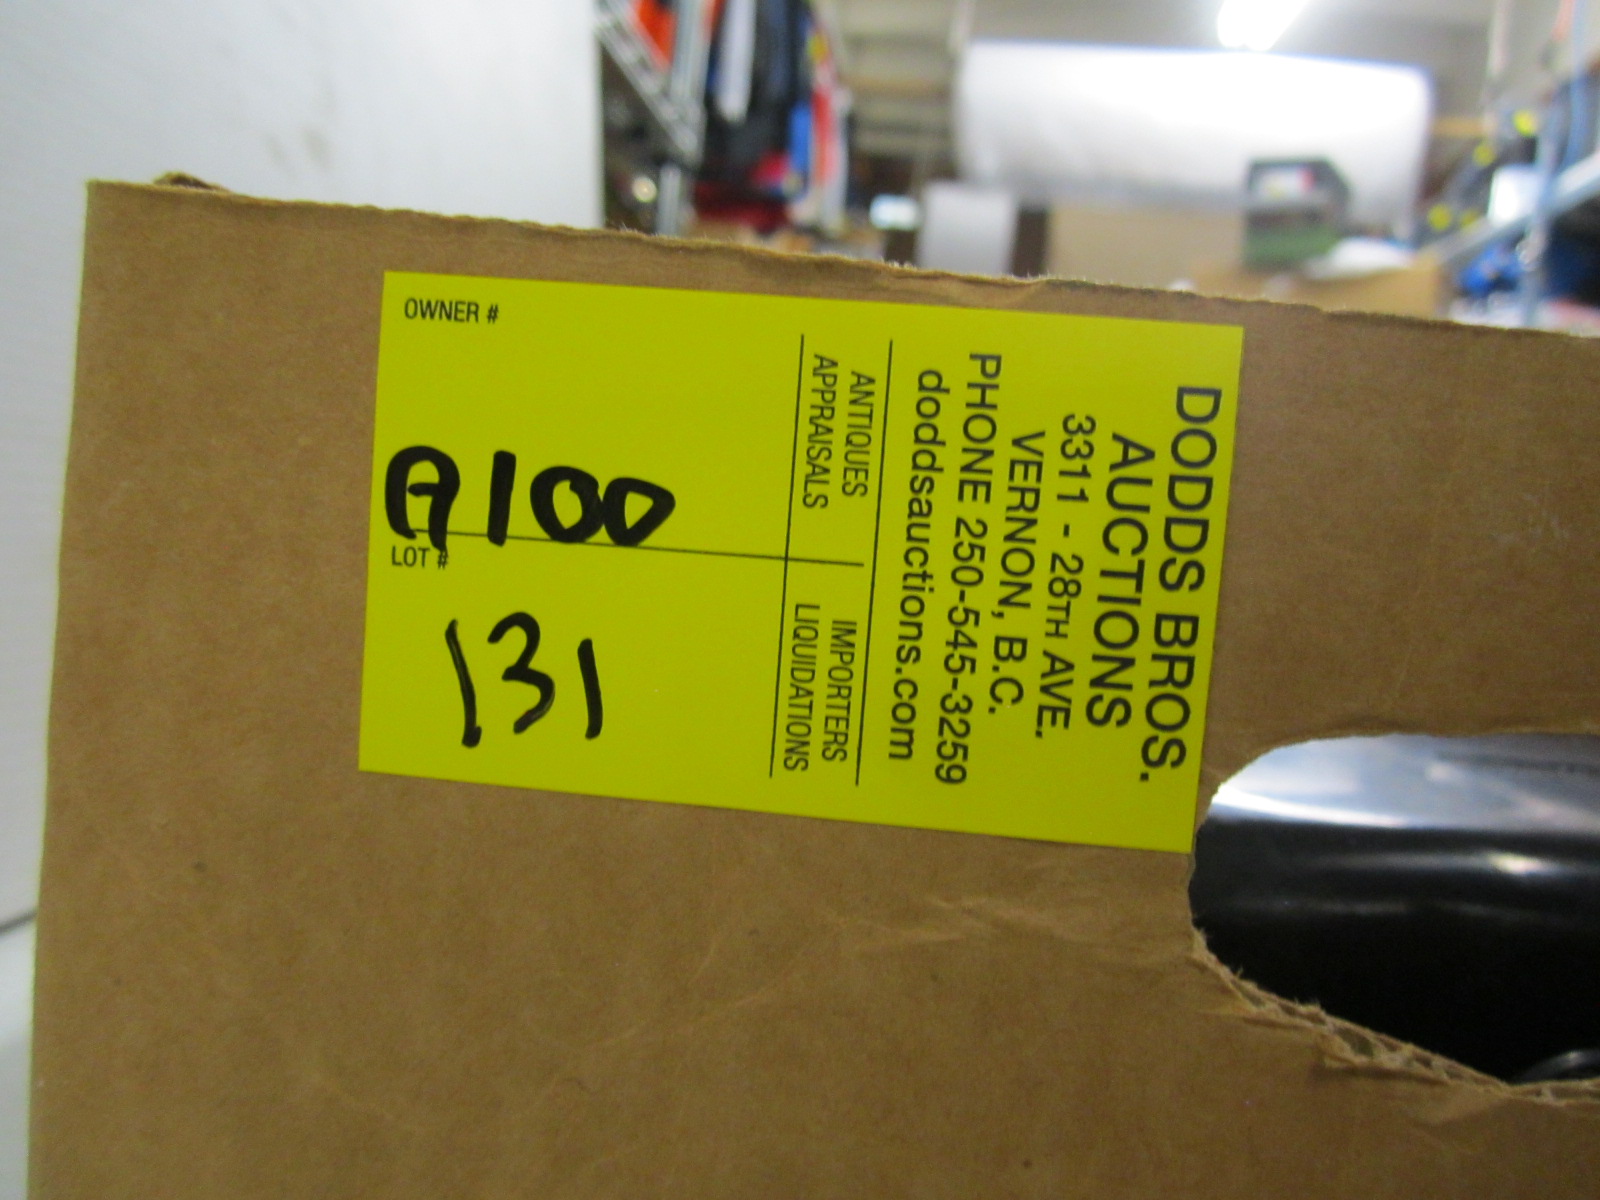 DODDS BROS.
AUCTIONS
3311 - 28TH AVE.
VERNON, B.C.
PHONE 250-545-3259
doddsauctions.com
ANTIQUES
APPRAISALS
IMPORTERS
LIQUIDATIONS
OWNER #
A100
LOT #
131